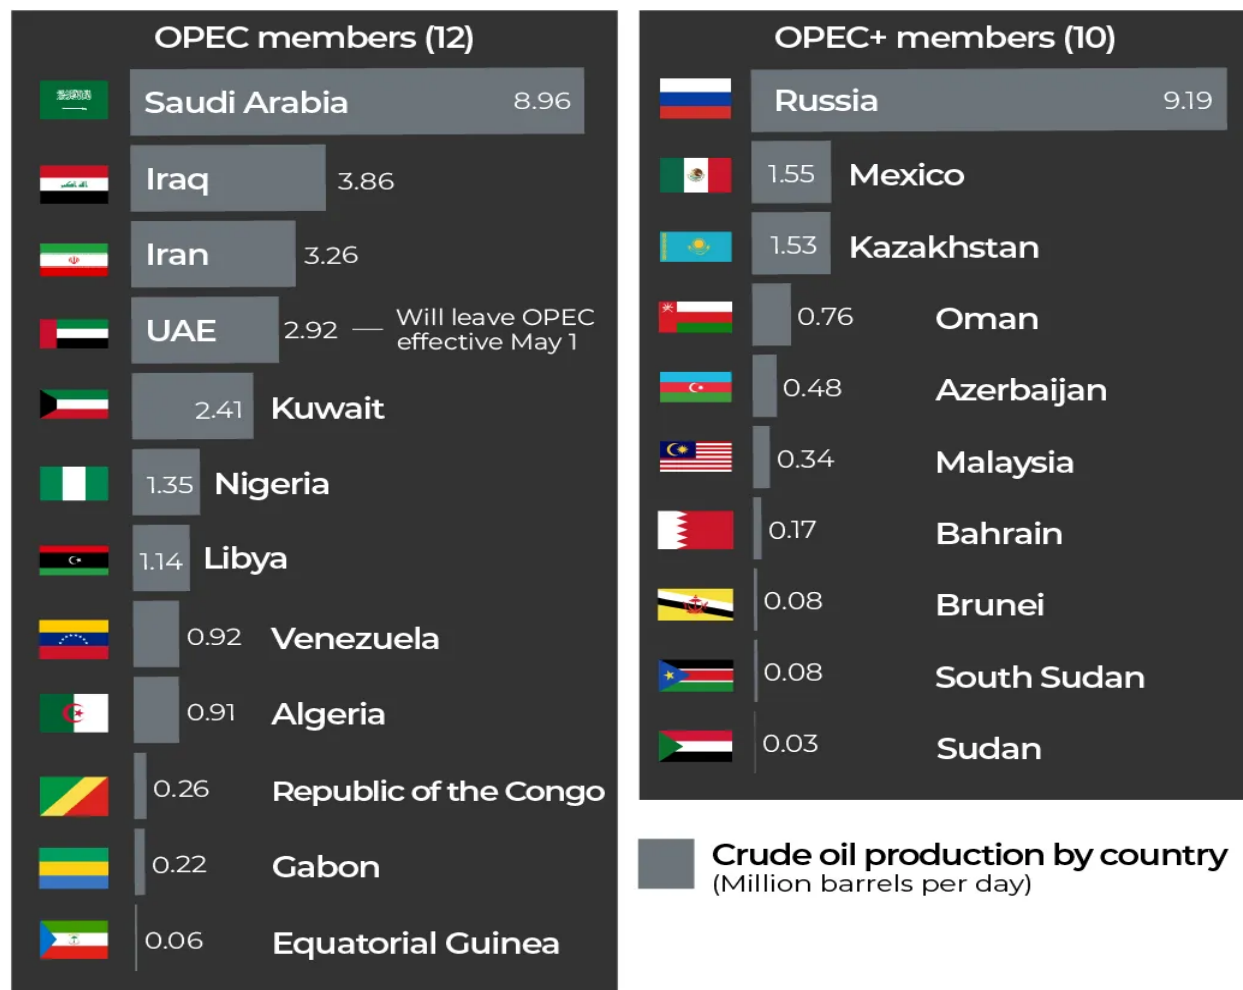 OPEC members (12)
Saudi Arabia 8.96
Iraq 3.86
Iran 3.26
UAE 2.92 — Will leave OPEC
effective May 1
2.41 Kuwait
1.35 Nigeria
1.14 Libya
0.92 Venezuela
0.91 Algeria
0.26 Republic of the Congo
0.22 Gabon
0.06 Equatorial Guinea
OPEC+ members (10)
Russia 9.19
1.55 Mexico
1.53 Kazakhstan
0.76 Oman
0.48 Azerbaijan
0.34 Malaysia
0.17 Bahrain
0.08 Brunei
0.08 South Sudan
0.03 Sudan
Crude oil production by country
(Million barrels per day)